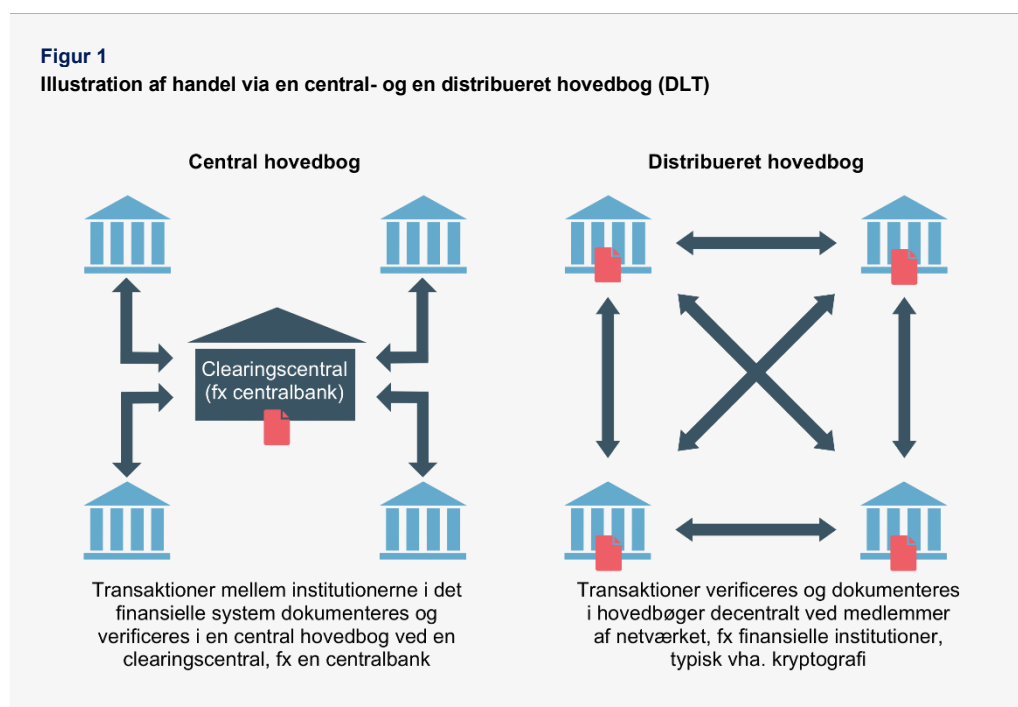 Figur 1
Illustration af handel via en central- og en distribueret hovedbog (DLT)
Central hovedbog
Clearingscentral
(fx centralbank)
Transaktioner mellem institutionerne i det
finansielle system dokumenteres og
verificeres i en central hovedbog ved en
clearingscentral, fx en centralbank
Distribueret hovedbog
Transaktioner verificeres og dokumenteres
i hovedbøger decentralt ved medlemmer
af netværket, fx finansielle institutioner,
typisk vha. kryptografi